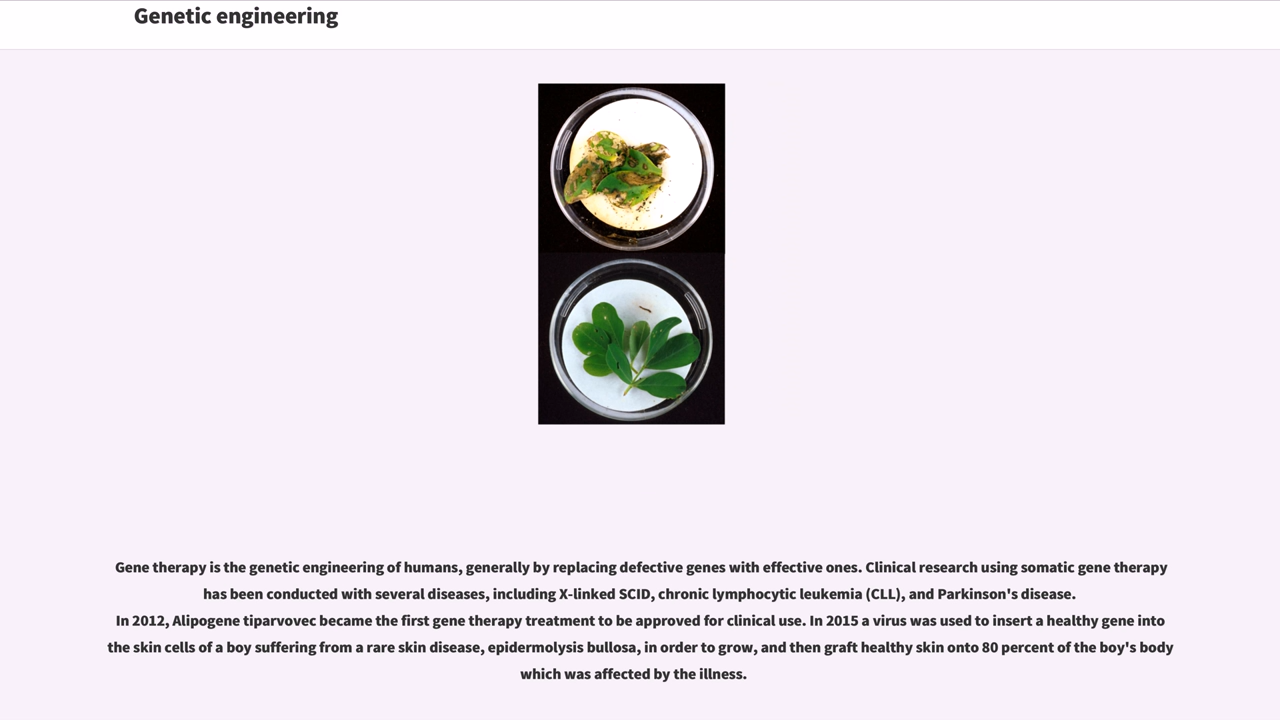 Genetic engineering
Gene therapy is the genetic engineering of humans, generally by replacing defective genes with effective ones. Clinical research using somatic gene therapy
has been conducted with several diseases, including X-linked SCID, chronic lymphocytic leukemia (CLL), and Parkinson's disease.
In 2012, Alipogene tiparvovec became the first gene therapy treatment to be approved for clinical use. In 2015 a virus was used to insert a healthy gene into
the skin cells of a boy suffering from a rare skin disease, epidermolysis bullosa, in order to grow, and then graft healthy skin onto 80 percent of the boy's body
which was affected by the illness.